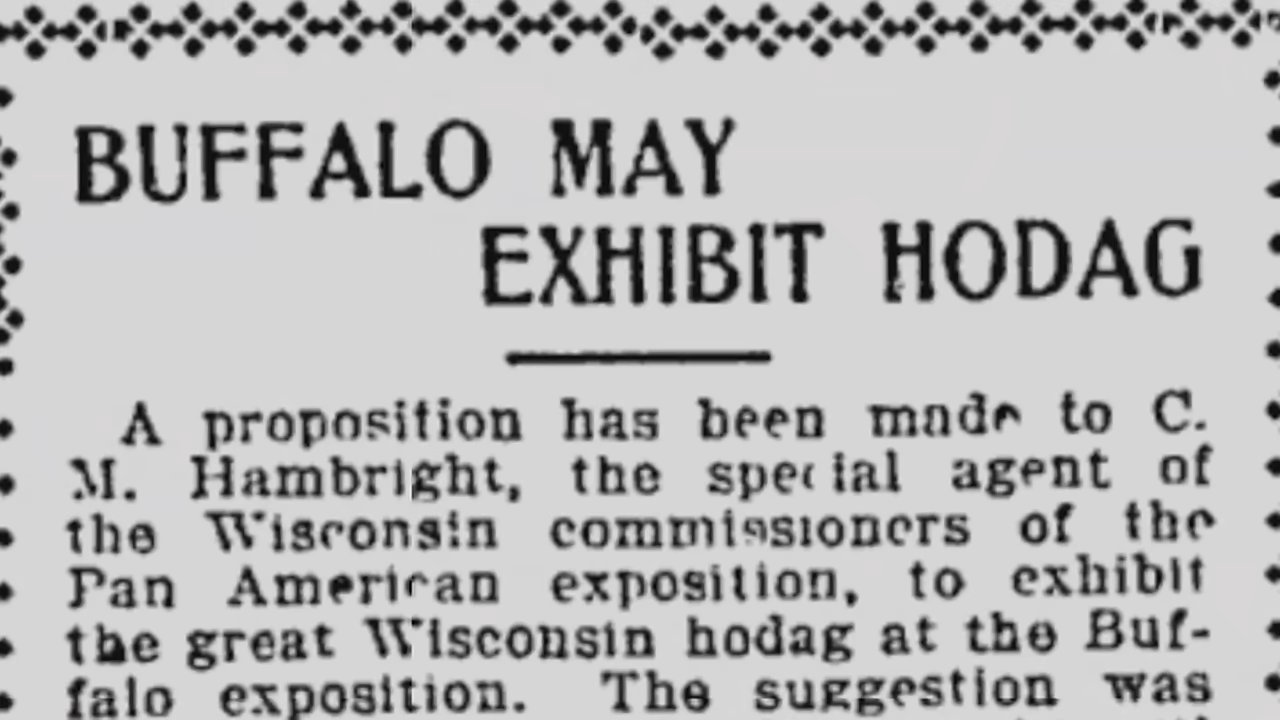 BUFFALO MAY
EXHIBIT HODAG
A proposition has been made to C.
M. Hambright, the special agent of
the Wisconsin commissioners of the
Pan American exposition, to exhibit
the great Wisconsin hodag at the Buf-
falo exposition. The suggestion was